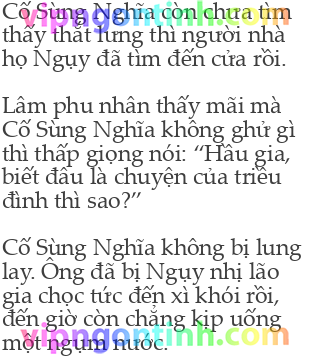 Cố Sùng Nghĩa còn chưa tìm
thấy thắt lưng thì người nhà
họ Ngụy đã tìm đến cửa rồi.
Lâm phu nhân thấy mãi mà
Cố Sùng Nghĩa không ghử gì
thì thấp giọng nói: “Hầu gia,
biết đâu là chuyện của triều
đình thì sao?”
Cố Sùng Nghĩa không bị lung
lay. Ông đã bị Ngụy nhị lão
gia chọc tức đến xì khói rồi,
đến giờ còn chẳng kịp uống
một ngụm nước.
vipngontinh.com
vipngontinh.com